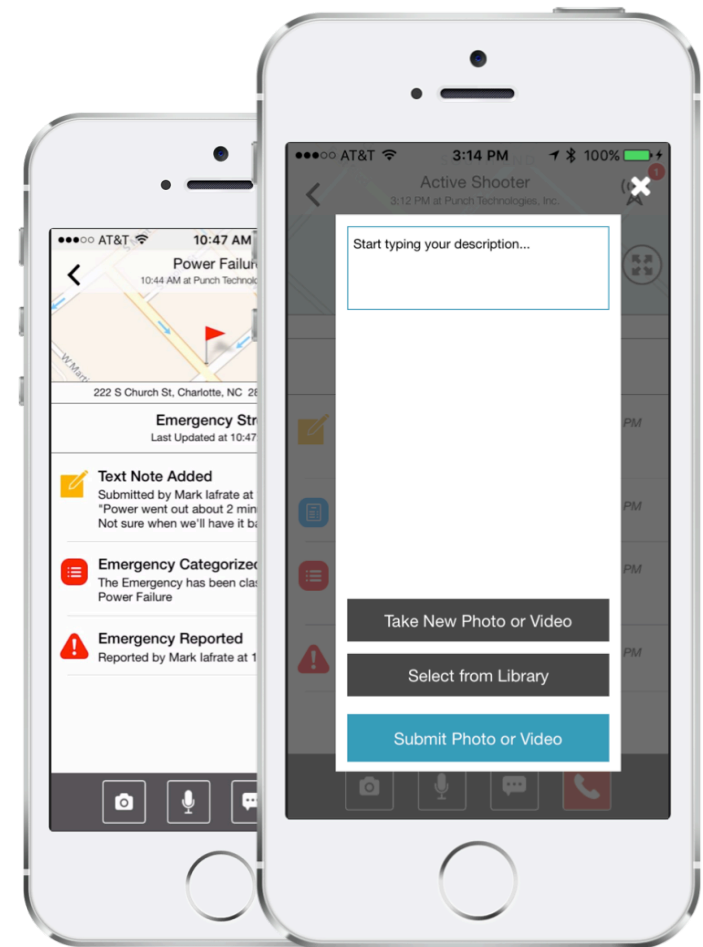 AT&T
10:47 AM
Power Failur
10:44 AM at Punch Technolo
W Mar
222 S Church St, Charlotte, NC 28
Emergency Str
Last Updated at 10:47
Text Note Added
Submitted by Mark Iafrate at
"Power went out about 2 min
Not sure when we'll have it ba
Emergency Categorized
The Emergency has been clas
Power Failure
Emergency Reported
Reported by Mark Iafrate at 1
AT&T
3:14 PM
100%
Active Shooter
1
3:12 PM at Punch Technologies, Inc.
Start typing your description...
PM
PM
PM
PM
Take New Photo or Video
Select from Library
Submit Photo or Video